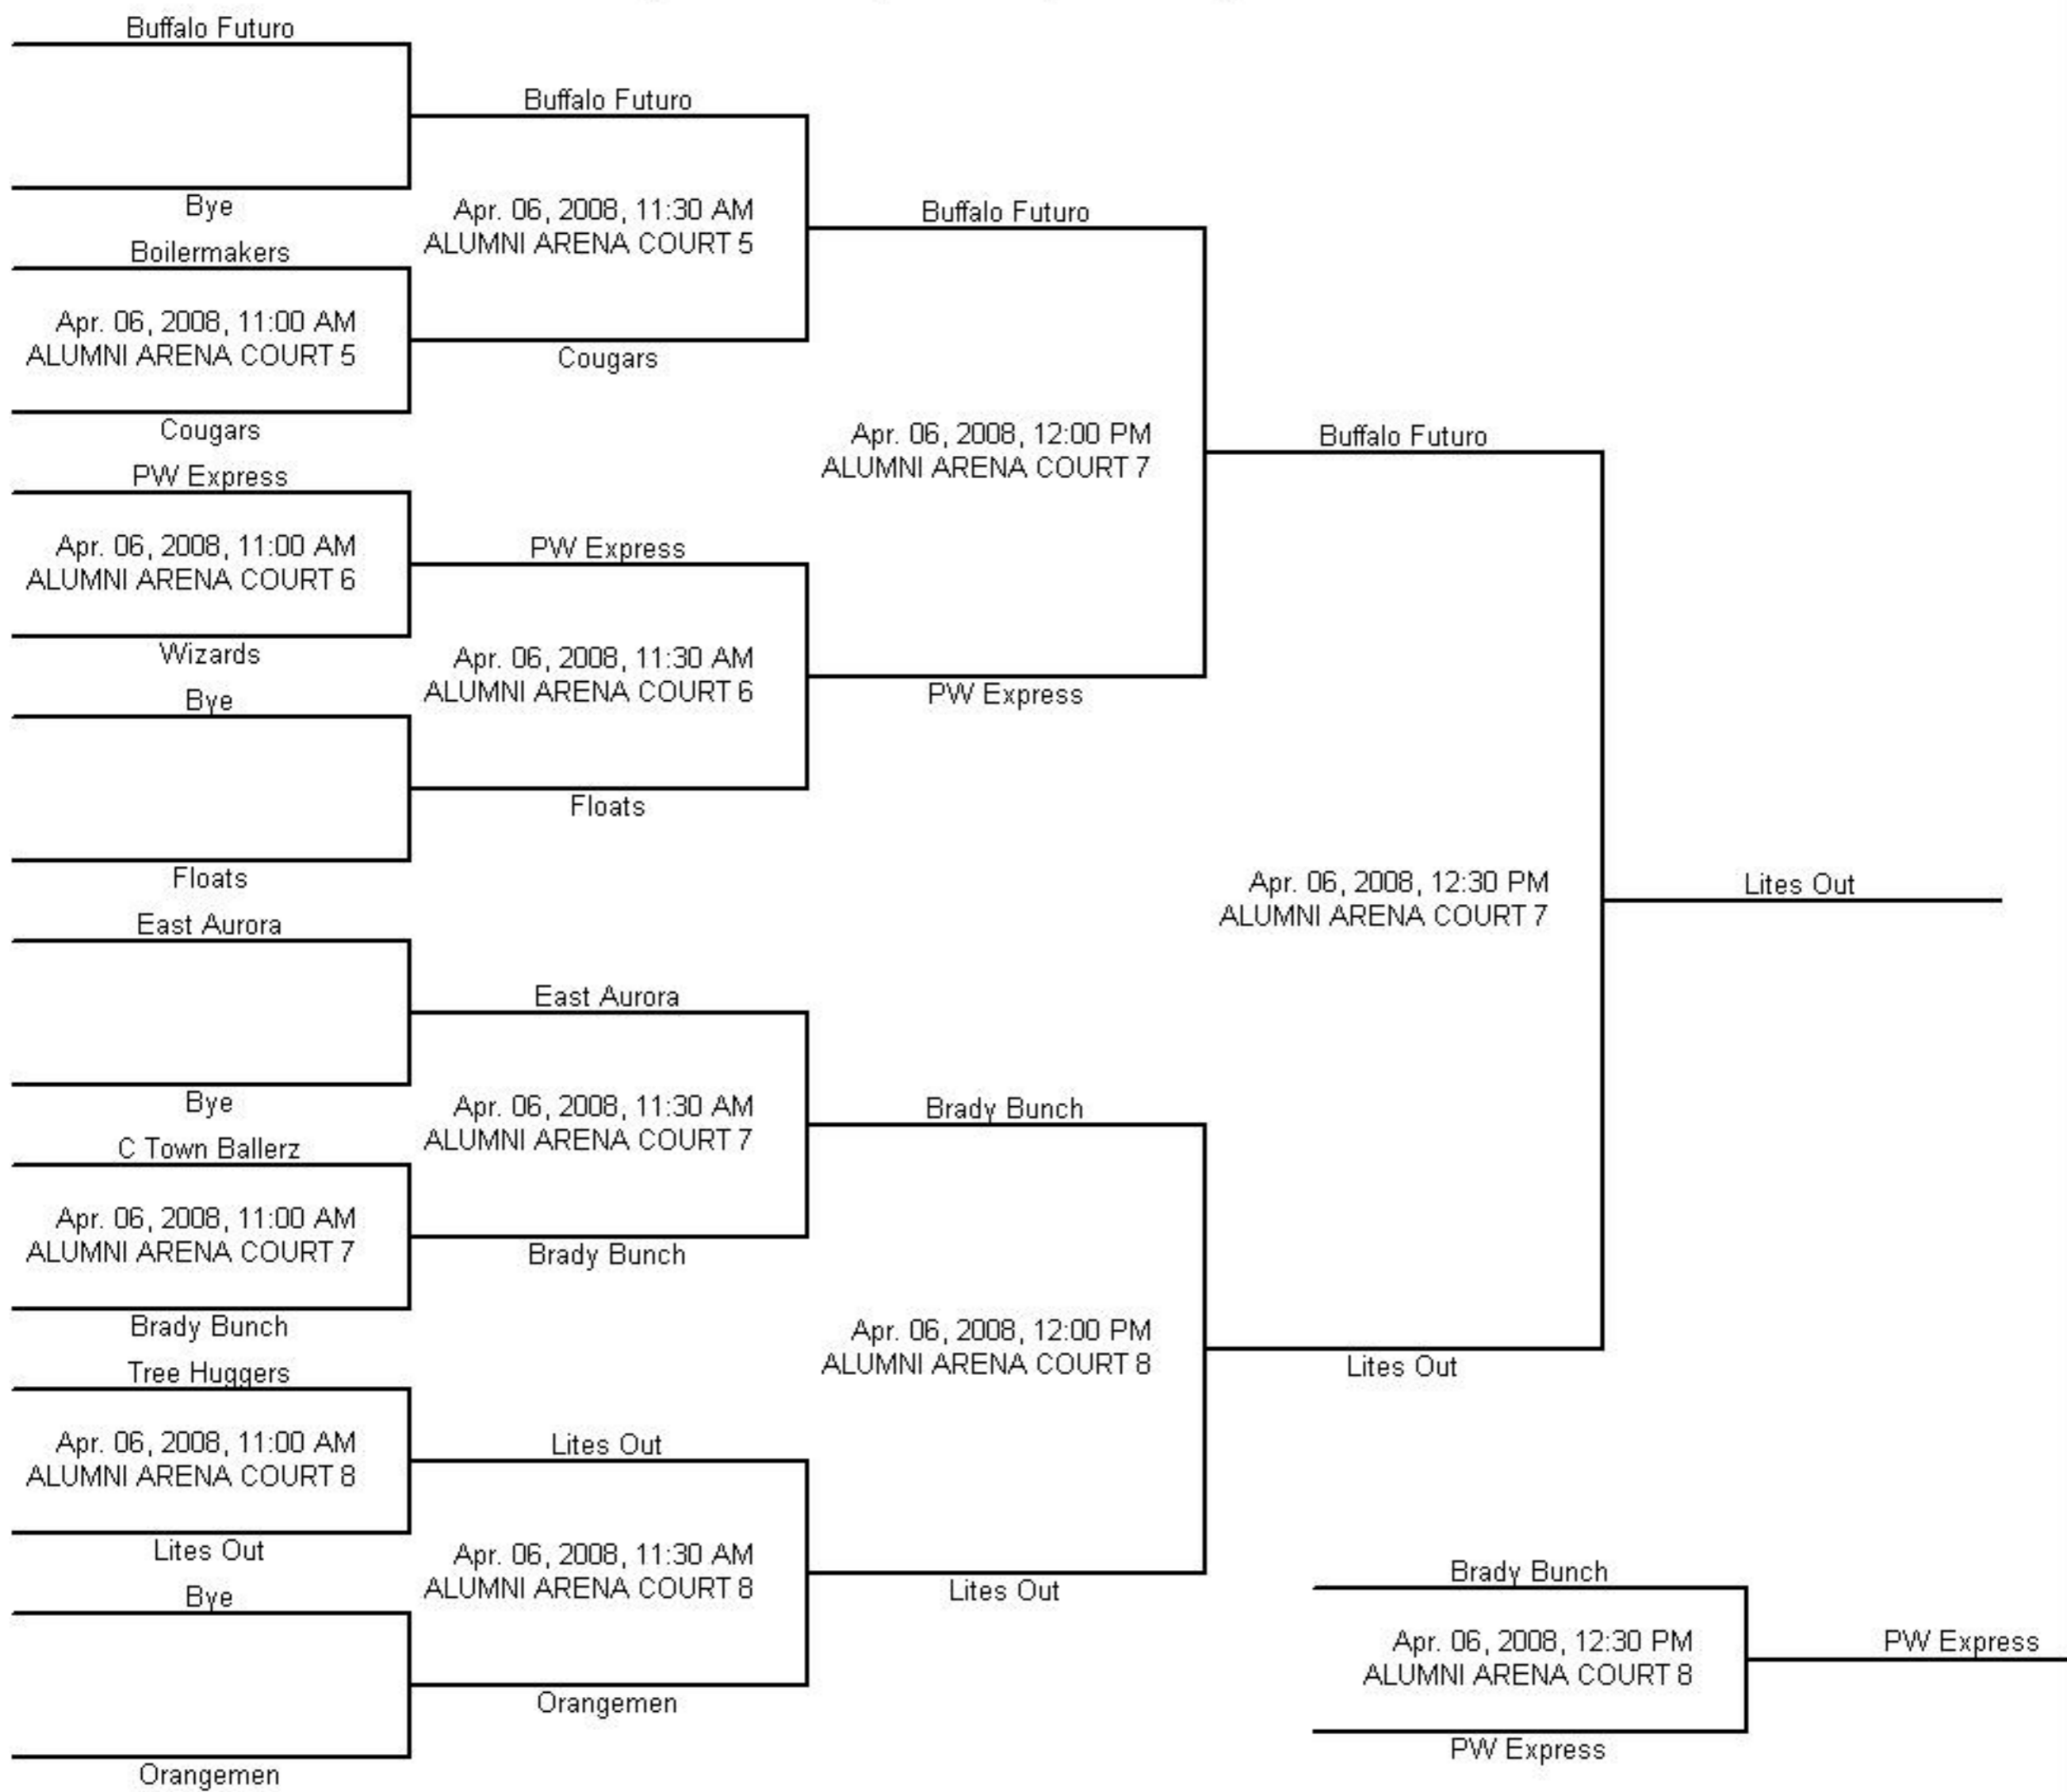 Buffalo Futuro
Bye
Boilermakers
Apr. 06, 2008, 11:00 AM
ALUMNI ARENA COURT 5
Cougars
PW Express
Apr. 06, 2008, 11:00 AM
ALUMNI ARENA COURT 6
Wizards
Bye
Floats
East Aurora
Bye
C Town Ballerz
Apr. 06, 2008, 11:00 AM
ALUMNI ARENA COURT 7
Brady Bunch
Tree Huggers
Apr. 06, 2008, 11:00 AM
ALUMNI ARENA COURT 8
Lites Out
Bye
Orangemen
Buffalo Futuro
Apr. 06, 2008, 11:30 AM
ALUMNI ARENA COURT 5
Cougars
PW Express
Apr. 06, 2008, 11:30 AM
ALUMNI ARENA COURT 6
Floats
East Aurora
Apr. 06, 2008, 11:30 AM
ALUMNI ARENA COURT 7
Brady Bunch
Lites Out
Apr. 06, 2008, 11:30 AM
ALUMNI ARENA COURT 8
Orangemen
Buffalo Futuro
Apr. 06, 2008, 12:00 PM
ALUMNI ARENA COURT 7
PW Express
Brady Bunch
Apr. 06, 2008, 12:00 PM
ALUMNI ARENA COURT 8
Lites Out
Buffalo Futuro
Apr. 06, 2008, 12:30 PM
ALUMNI ARENA COURT 7
Lites Out
Lites Out
Brady Bunch
Apr. 06, 2008, 12:30 PM
ALUMNI ARENA COURT 8
PW Express
PW Express